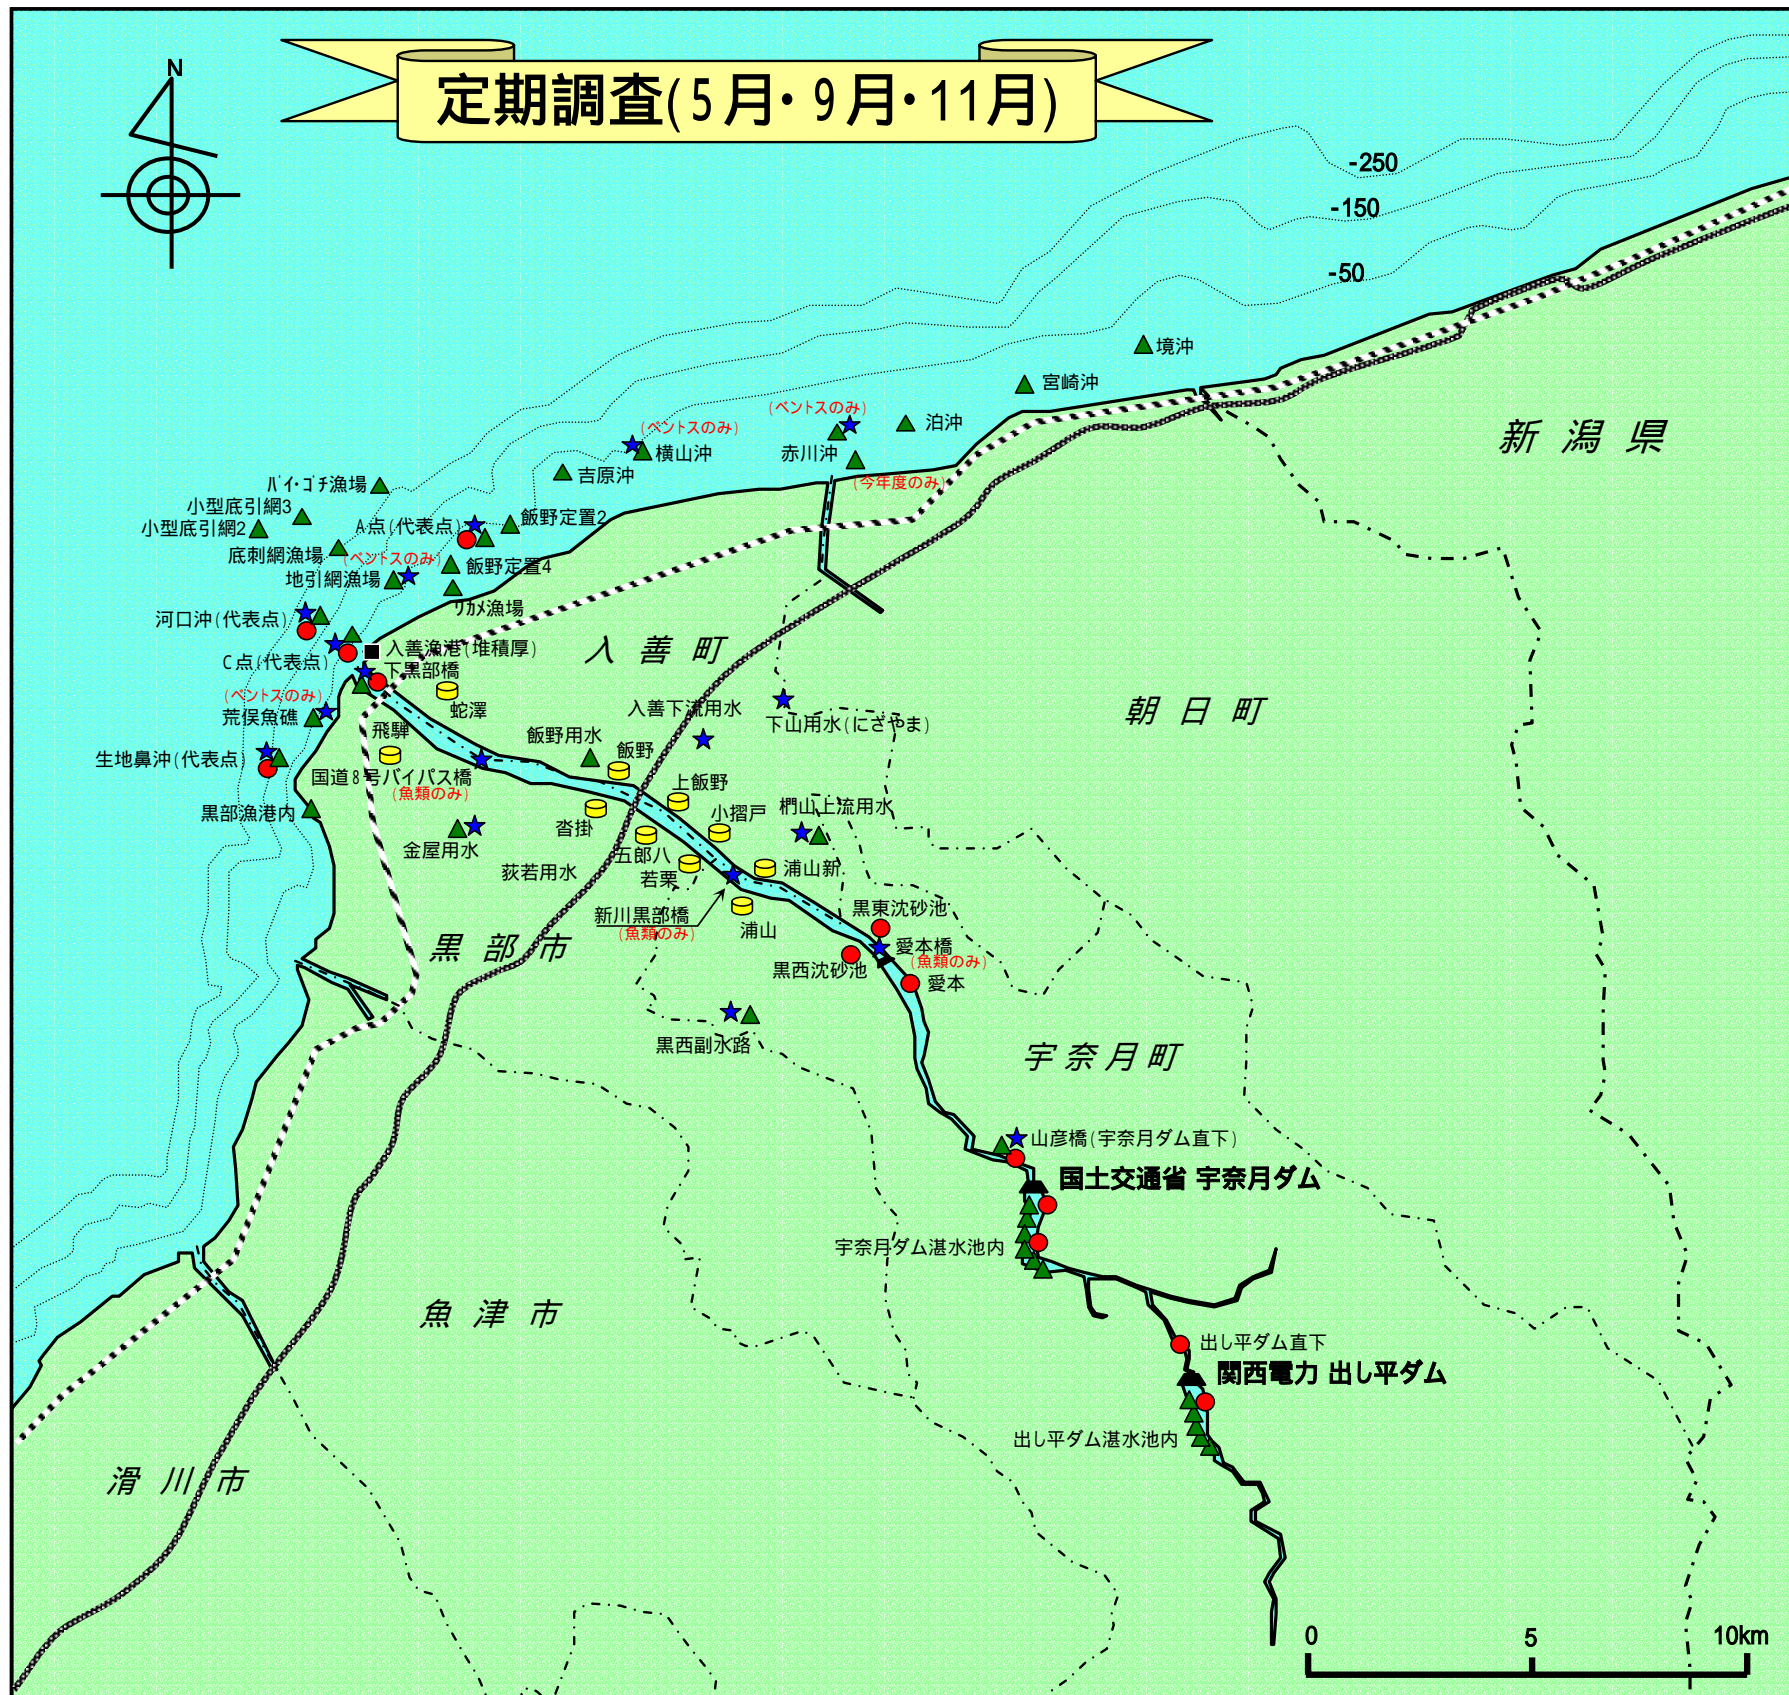 定期調査(5月・9月・11月)
N
-250
-150
-50
境沖
宮崎沖
(ベントスのみ)
泊沖
(ベントスのみ)
横山沖
赤川沖
吉原沖
(今年度のみ)
バイ・ゴチ漁場
小型底引網3
小型底引網2
A点(代表点)
飯野定置2
底刺網漁場
(ベントスのみ)
地引網漁場
飯野定置4
ワカメ漁場
河口沖(代表点)
入善漁港(堆積厚)
C点(代表点)
下黒部橋
(ベントスのみ)
荒俣魚礁
蛇澤
飛騨
生地鼻沖(代表点)
国道8号バイパス橋
(魚類のみ)
黒部漁港内
金屋用水
入善町
新潟県
朝日町
入善下流用水
下山用水(にざやま)
飯野用水
飯野
上飯野
小摺戸
椚山上流用水
沓掛
五郎八
荻若用水
若栗
浦山新
新川黒部橋
(魚類のみ)
浦山
黒東沈砂池
愛本橋
(魚類のみ)
黒西沈砂池
愛本
黒部市
黒西副水路
宇奈月町
山彦橋(宇奈月ダム直下)
国土交通省 宇奈月ダム
宇奈月ダム湛水池内
魚津市
出し平ダム直下
関西電力 出し平ダム
出し平ダム湛水池内
滑川市
0
5
10km